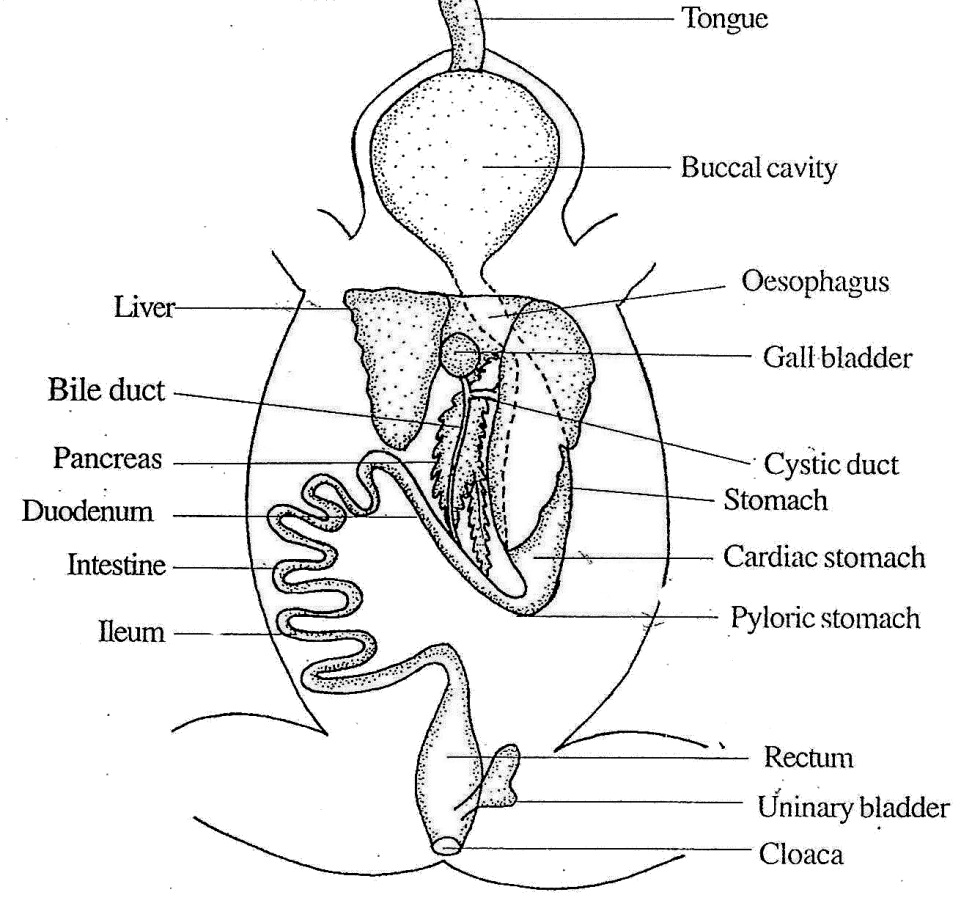 Tongue
Buccal cavity
Oesophagus
Liver
Gall bladder
Bile duct
Pancreas
Cystic duct
Stomach
Duodenum
Cardiac stomach
Intestine
Pyloric stomach
Ileum
Rectum
Uninary bladder
Cloaca